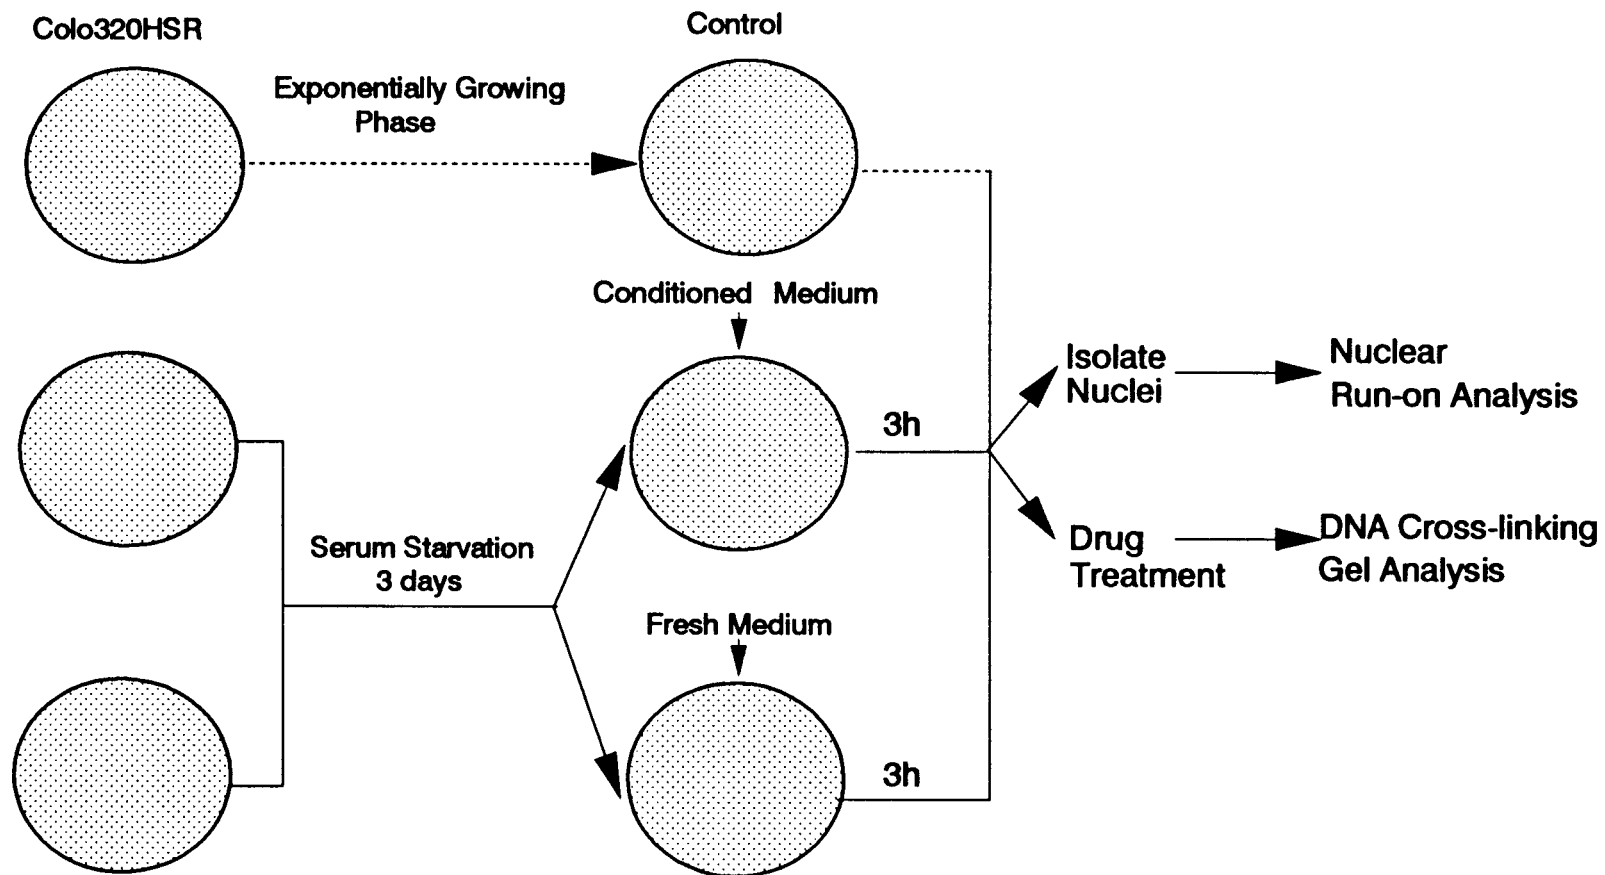 Colo320HSR
Control
Exponentially Growing
Phase
Conditioned Medium
3h
Isolate
Nuclei
Nuclear
Run-on Analysis
Serum Starvation
3 days
Drug
Treatment
DNA Cross-linking
Gel Analysis
Fresh Medium
3h